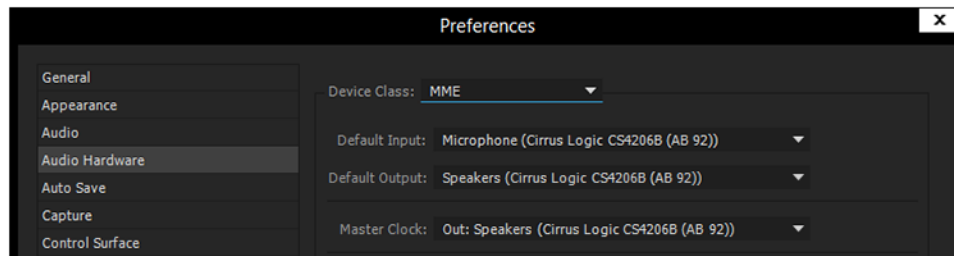 Preferences
x
General
Appearance
Audio
Audio Hardware
Auto Save
Capture
Control Surface
Device Class: MME
Default Input: Microphone (Cirrus Logic CS4206B (AB 92))
Default Output: Speakers (Cirrus Logic CS4206B (AB 92))
Master Clock: Out: Speakers (Cirrus Logic CS4206B (AB 92))